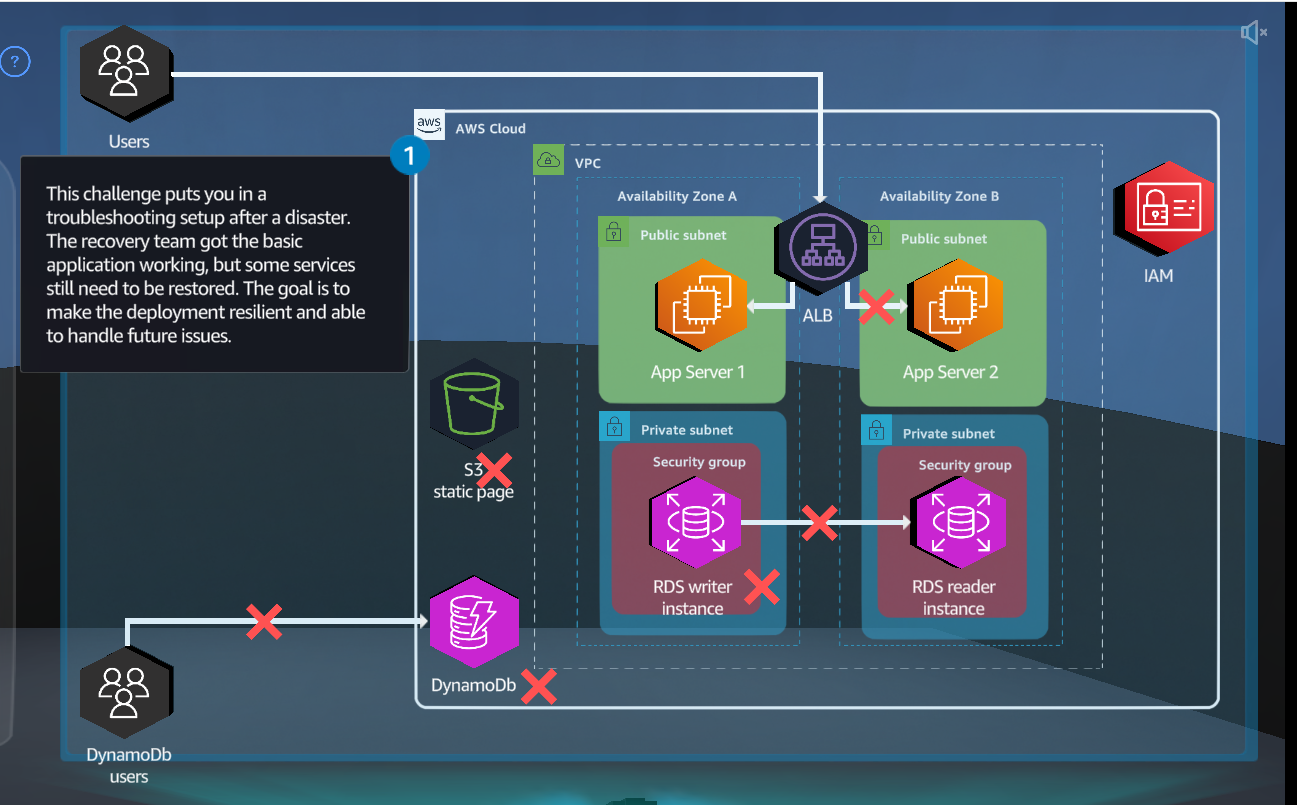 ?
Users
aws
AWS Cloud
1
This challenge puts you in a
troubleshooting setup after a disaster.
The recovery team got the basic
application working, but some services
still need to be restored. The goal is to
make the deployment resilient and able
to handle future issues.
VPC
Availability Zone A
Availability Zone B
Public subnet
Public subnet
IAM
ALB
App Server 1
App Server 2
Private subnet
Private subnet
Security group
Security group
S3
static page
RDS writer
instance
RDS reader
instance
DynamoDb
DynamoDb
users